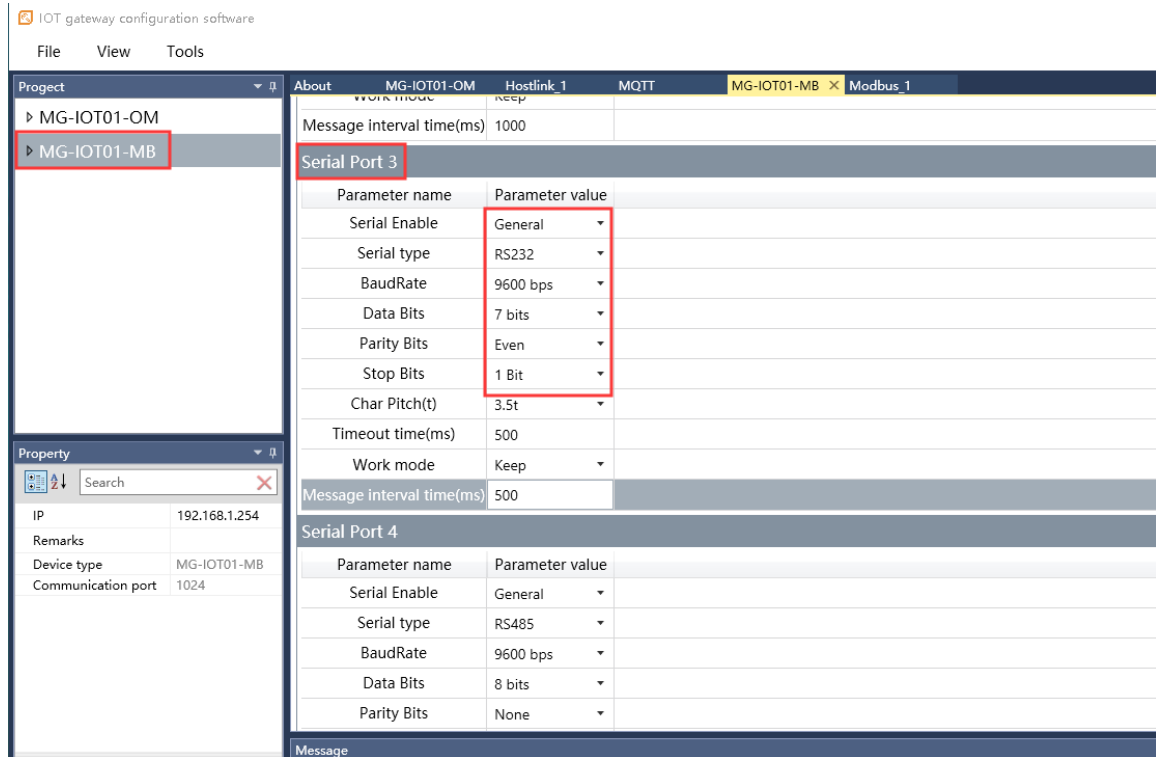 IOT gateway configuration software
File View Tools
Progect
MG-IOT01-OM
MG-IOT01-MB
About MG-IOT01-OM Hostlink_1 MQTT MG-IOT01-MB Modbus_1
Work mode Keep
Message interval time(ms) 1000
Serial Port 3
Parameter name Parameter value
Serial Enable General
Serial type RS232
BaudRate 9600 bps
Data Bits 7 bits
Parity Bits Even
Stop Bits 1 Bit
Char Pitch(t) 3.5t
Timeout time(ms) 500
Work mode Keep
Message interval time(ms) 500
Serial Port 4
Parameter name Parameter value
Serial Enable General
Serial type RS485
BaudRate 9600 bps
Data Bits 8 bits
Parity Bits None
Property
Search
IP 192.168.1.254
Remarks
Device type MG-IOT01-MB
Communication port 1024
Message